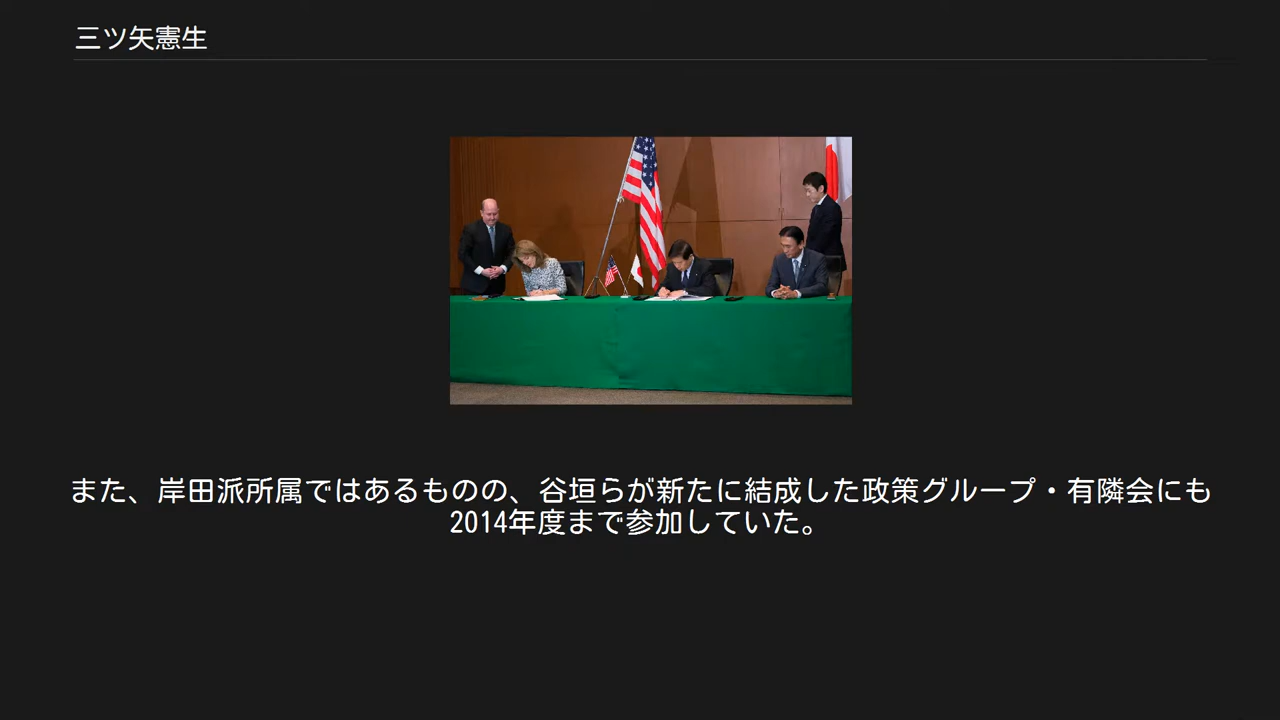 三ツ矢憲生
また、岸田派所属ではあるものの、谷垣らが新たに結成した政策グループ・有隣会にも
2014年度まで参加していた。